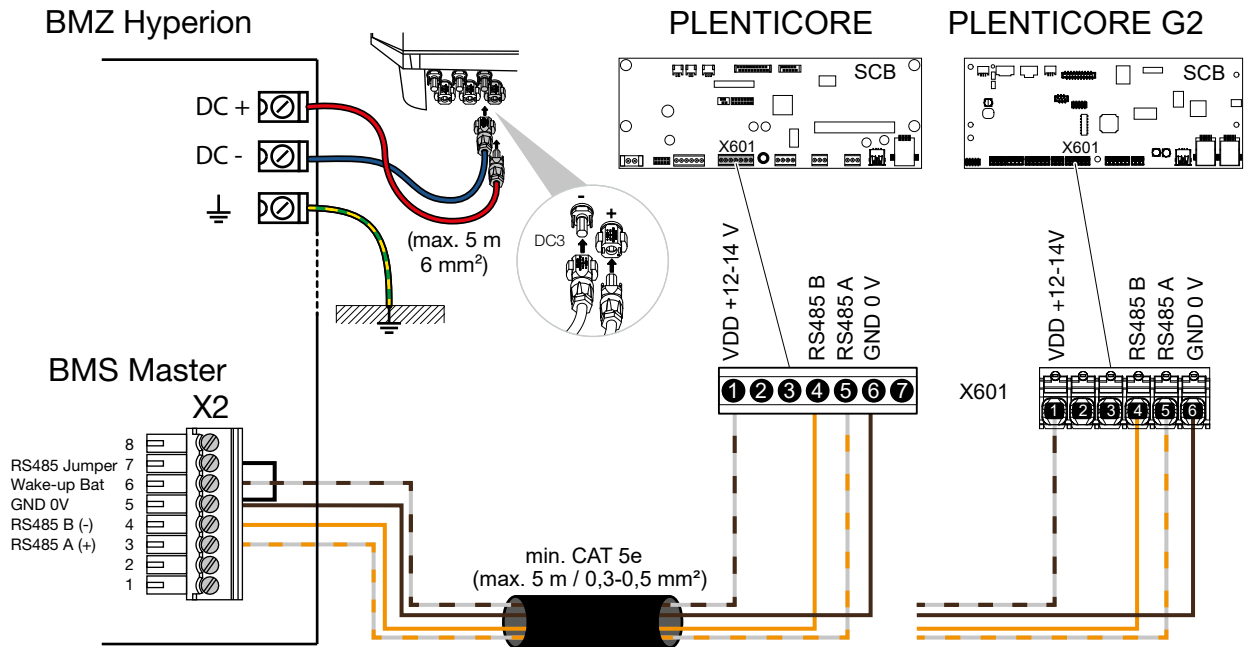 BMZ Hyperion
PLENTICORE
PLENTICORE G2
DC +
DC -
(max. 5 m
6 mm²)
-
+
DC3
SCB
X601
SCB
X601
VDD +12-14 V
RS485 B
RS485 A
GND 0 V
VDD +12-14V
RS485 B
RS485 A
GND 0 V
1 2 3 4 5 6 7
X601
1 2 3 4 5 6
BMS Master
X2
8
RS485 Jumper 7
Wake-up Bat 6
GND 0V 5
RS485 B (-) 4
RS485 A (+) 3
2
1
min. CAT 5e
(max. 5 m / 0,3-0,5 mm²)